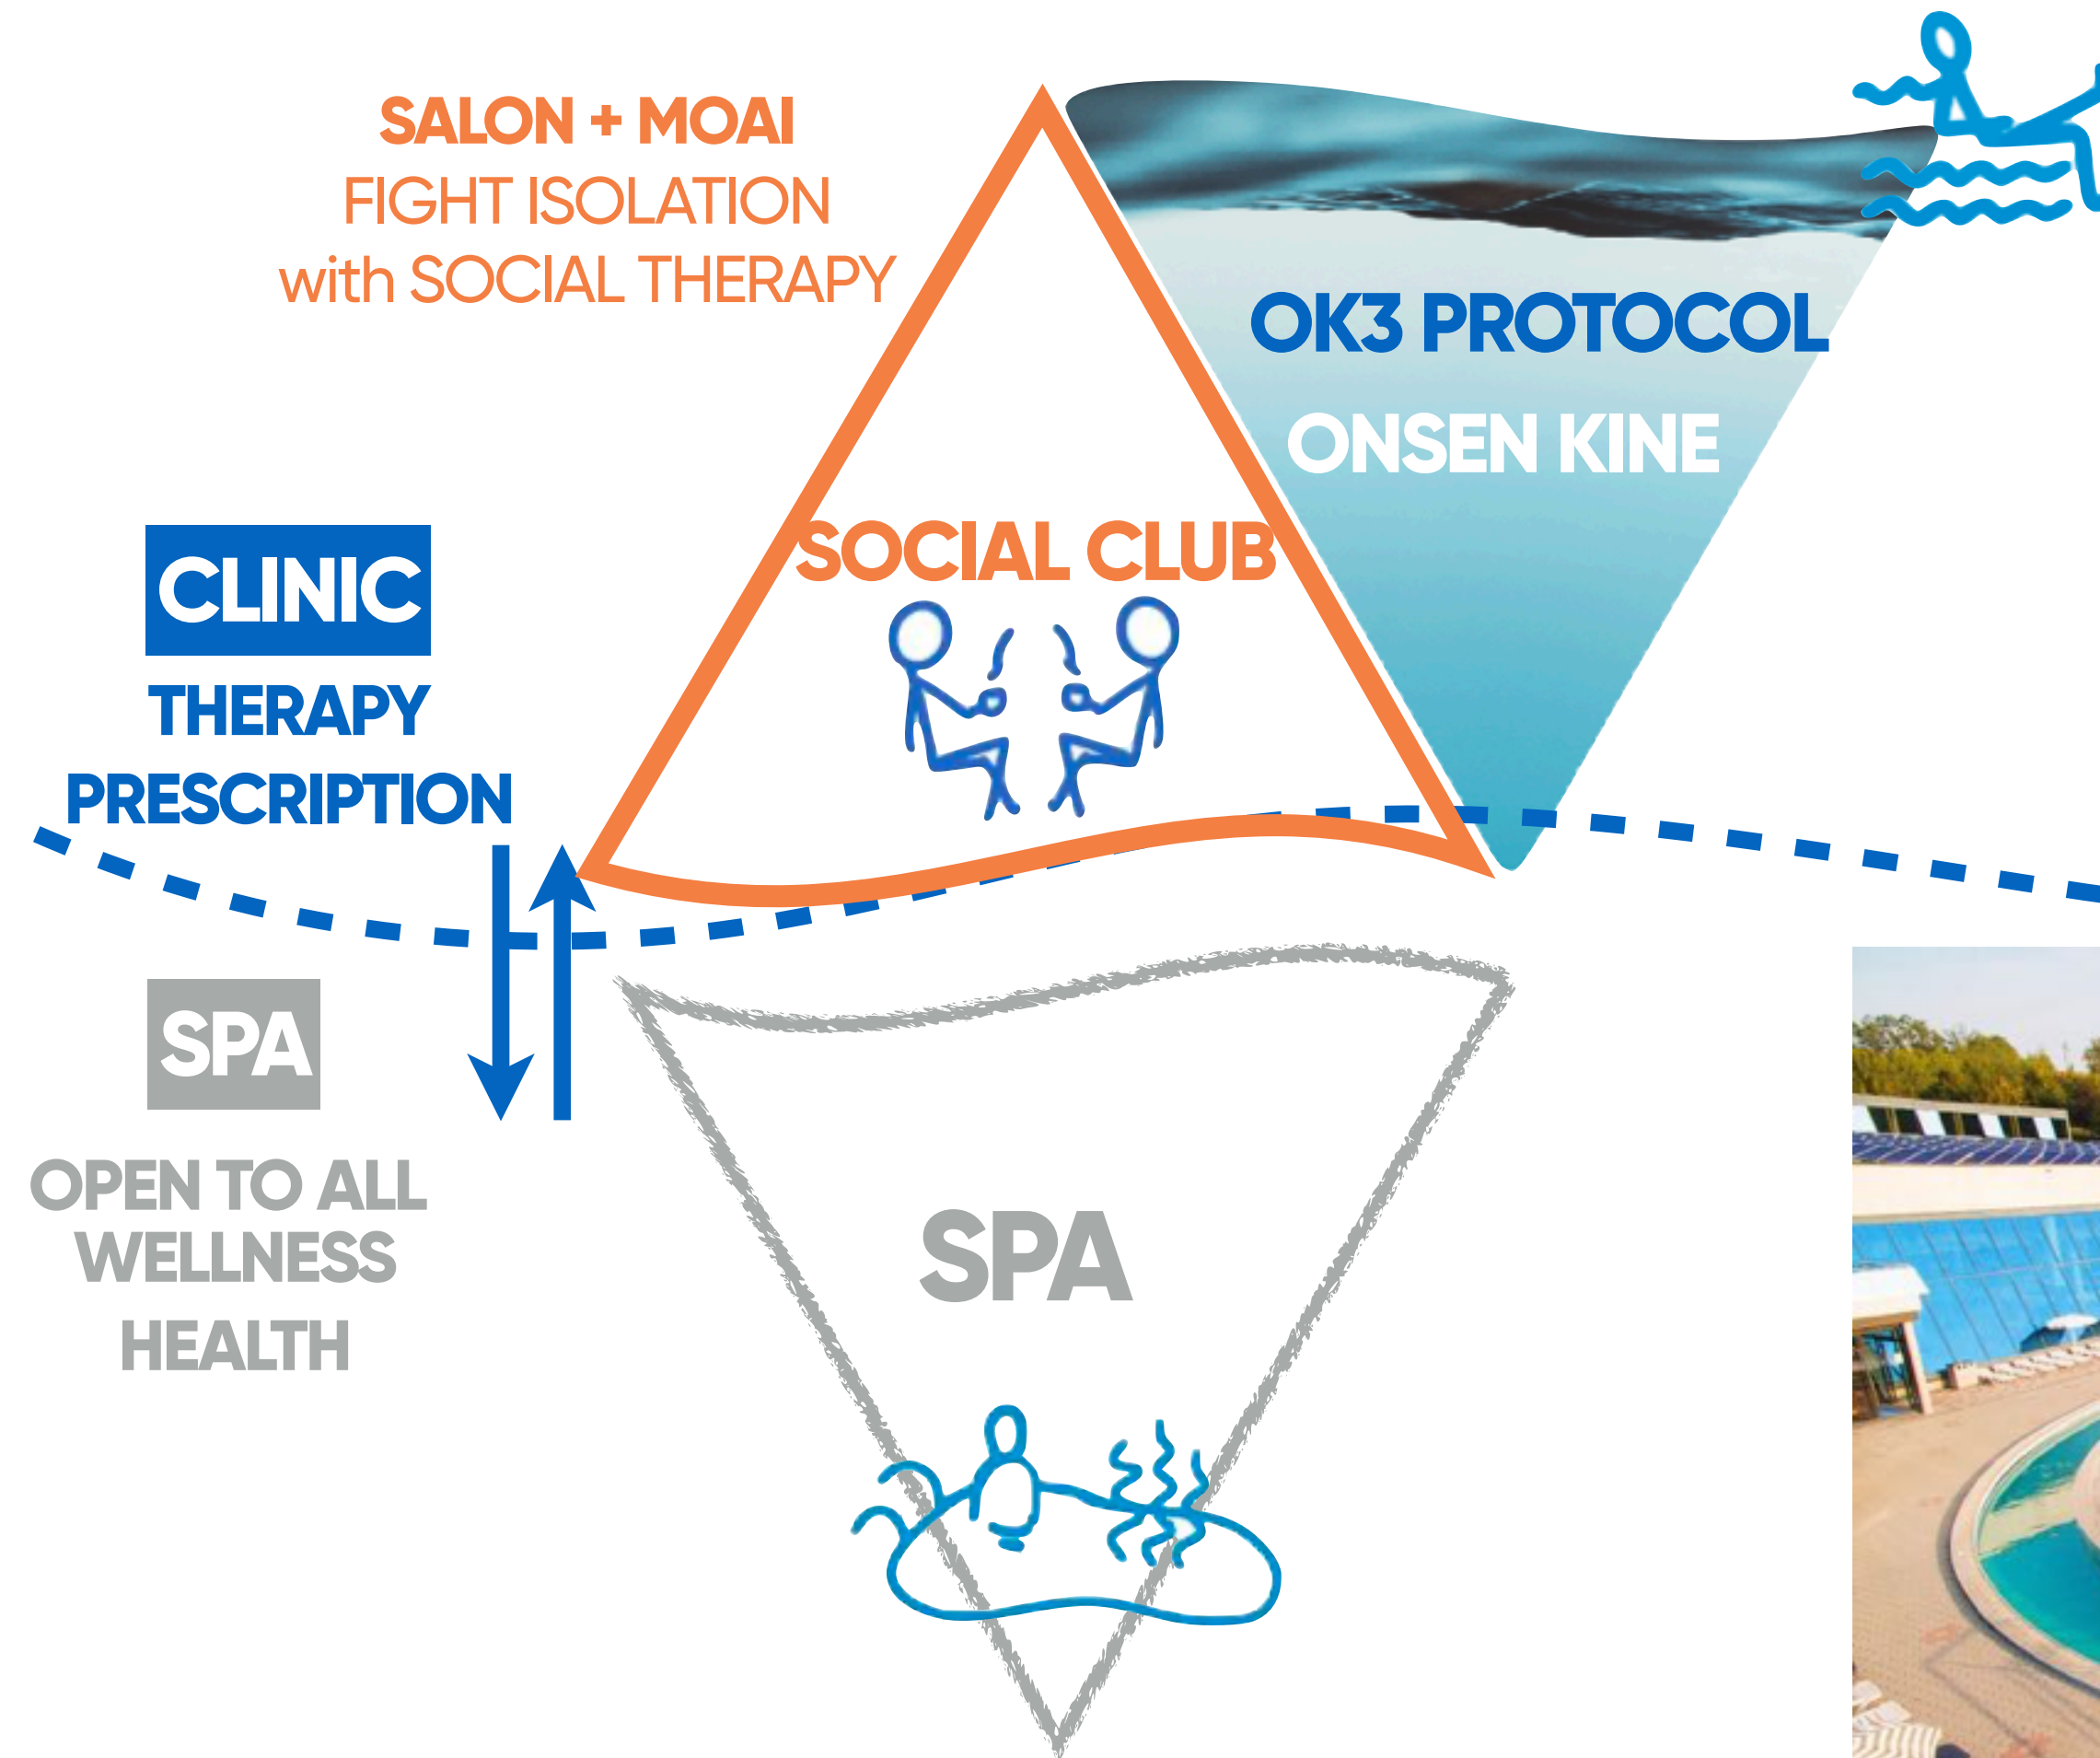 SALON + MOAI
FIGHT ISOLATION
with SOCIAL THERAPY
OK3 PROTOCOL
ONSEN KINE
SOCIAL CLUB
CLINIC
THERAPY
PRESCRIPTION
SPA
OPEN TO ALL
WELLNESS
HEALTH
SPA